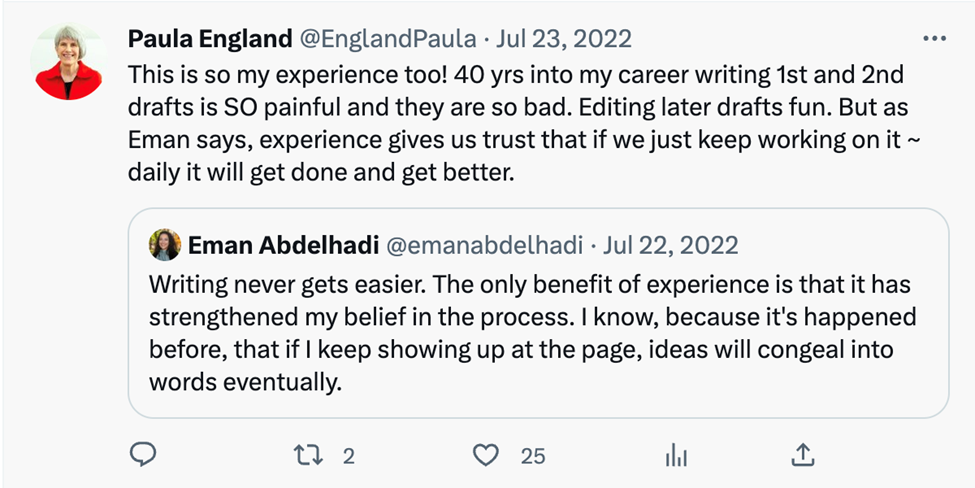 Paula England @EnglandPaula · Jul 23, 2022
This is so my experience too! 40 yrs into my career writing 1st and 2nd
drafts is SO painful and they are so bad. Editing later drafts fun. But as
Eman says, experience gives us trust that if we just keep working on it ~
daily it will get done and get better.
Eman Abdelhadi @emanabdelhadi · Jul 22, 2022
Writing never gets easier. The only benefit of experience is that it has
strengthened my belief in the process. I know, because it's happened
before, that if I keep showing up at the page, ideas will congeal into
words eventually.
2 25